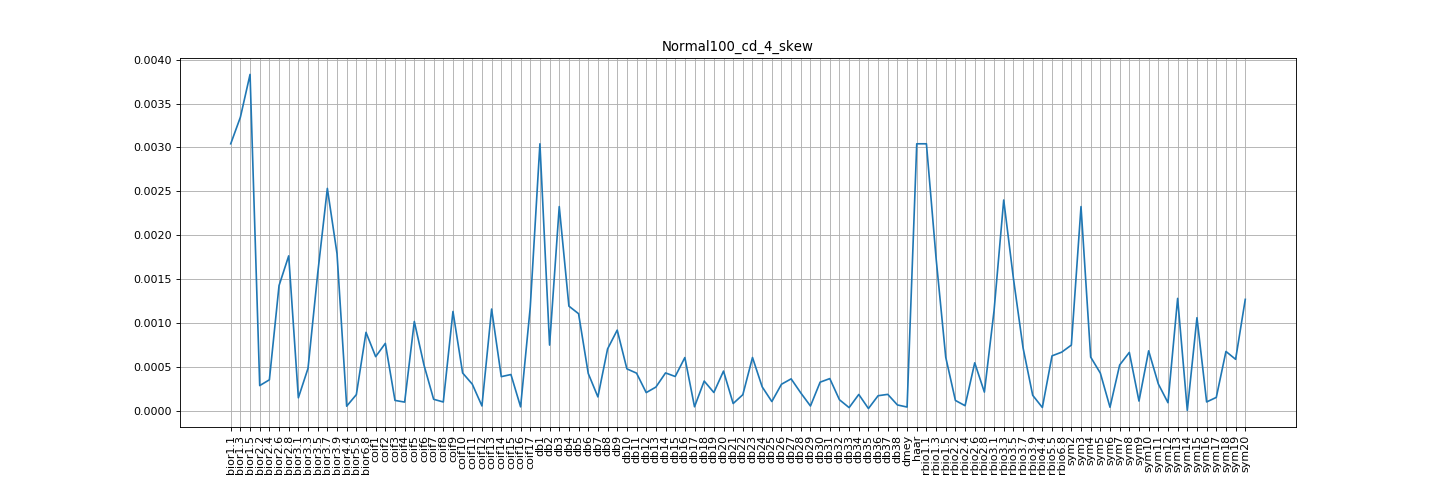 Normal100_cd_4_skew
0.0040
0.0035
0.0030
0.0025
0.0020
0.0015
0.0010
0.0005
0.0000
bior1.1
bior1.3
bior1.5
bior2.2
bior2.4
bior2.6
bior2.8
bior3.1
bior3.3
bior3.5
bior3.7
bior3.9
bior4.4
bior5.5
bior6.8
coif1
coif2
coif3
coif4
coif5
coif6
coif7
coif8
coif9
coif10
coif11
coif12
coif13
coif14
coif15
coif16
coif17
db1
db2
db3
db4
db5
db6
db7
db8
db9
db10
db11
db12
db13
db14
db15
db16
db17
db18
db19
db20
db21
db22
db23
db24
db25
db26
db27
db28
db29
db30
db31
db32
db33
db34
db35
db36
db37
db38
dmey
haar
rbio1.1
rbio1.3
rbio1.5
rbio2.2
rbio2.4
rbio2.6
rbio2.8
rbio3.1
rbio3.3
rbio3.5
rbio3.7
rbio3.9
rbio4.4
rbio5.5
rbio6.8
sym2
sym3
sym4
sym5
sym6
sym7
sym8
sym9
sym10
sym11
sym12
sym13
sym14
sym15
sym16
sym17
sym18
sym19
sym20